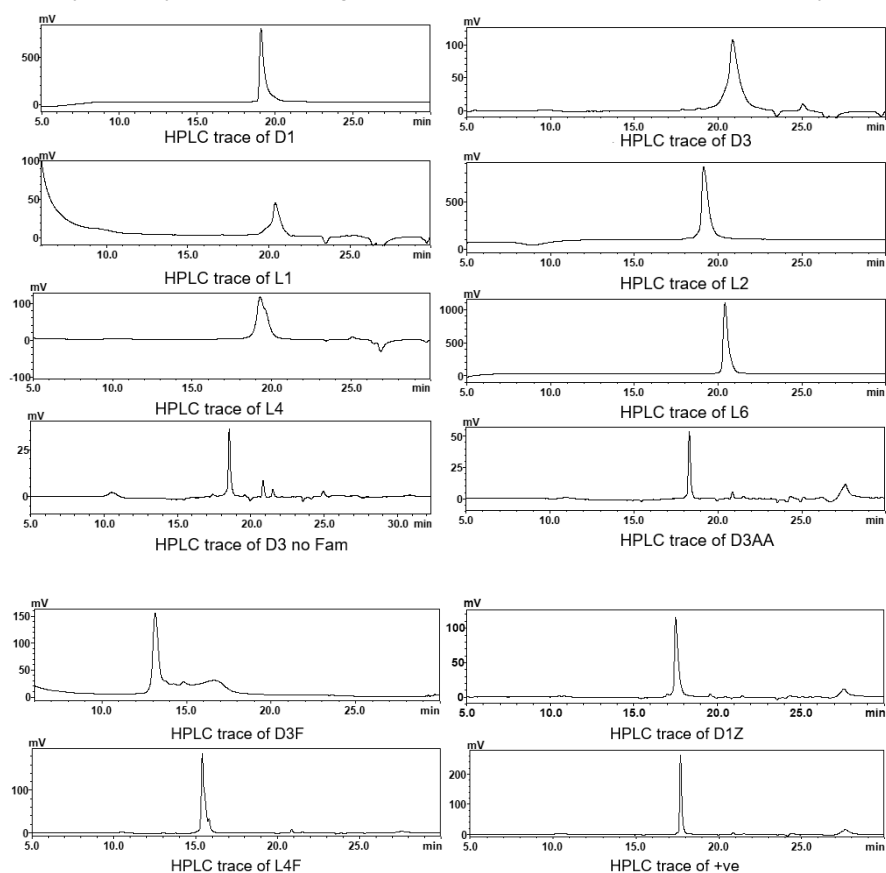 mV
500
0
5.0 10.0 15.0 20.0 25.0 min
HPLC trace of D1
mV
100
50
0
5.0 10.0 15.0 20.0 25.0 min
HPLC trace of D3
mV
100
50
0
10.0 15.0 20.0 25.0 min
HPLC trace of L1
mV
500
0
5.0 10.0 15.0 20.0 25.0 min
HPLC trace of L2
mV
100
0
-100
5.0 10.0 15.0 20.0 25.0 min
HPLC trace of L4
mV
1000
500
0
5.0 10.0 15.0 20.0 25.0 min
HPLC trace of L6
mV
25
0
5.0 10.0 15.0 20.0 25.0 30.0 min
HPLC trace of D3 no Fam
mV
50
25
0
5.0 10.0 15.0 20.0 25.0 min
HPLC trace of D3AA
mV
150
100
50
0
10.0 15.0 20.0 25.0 min
HPLC trace of D3F
mV
100
50
0
5.0 10.0 15.0 20.0 25.0 min
HPLC trace of D1Z
mV
100
0
5.0 10.0 15.0 20.0 25.0 min
HPLC trace of L4F
mV
200
100
0
5.0 10.0 15.0 20.0 25.0 min
HPLC trace of +ve